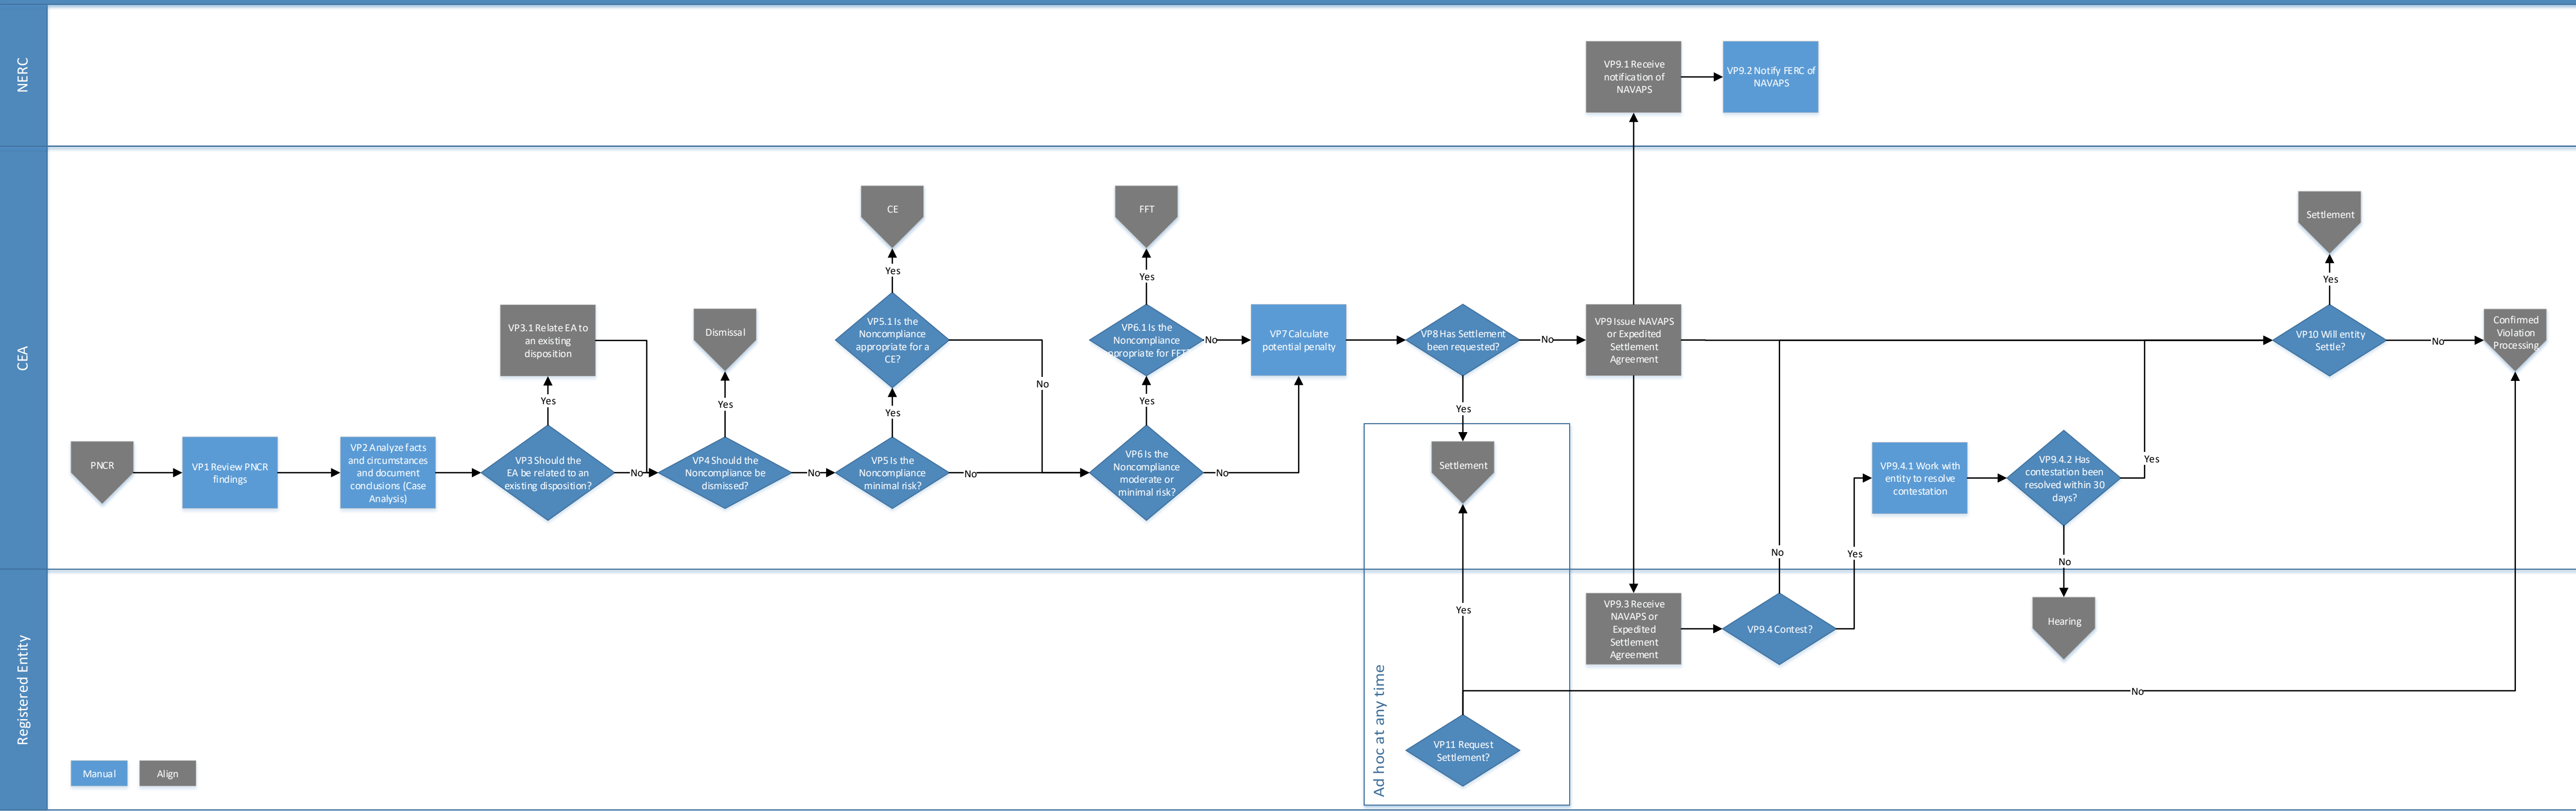 NERC
VP9.1 Receive
notification of
NAVAPS
VP9.2 Notify FERC of
NAVAPS
CEA
PNCR
VP1 Review PNCR
findings
VP2 Analyze facts
and circumstances
and document
conclusions (Case
Analysis)
VP3 Should the
EA be related to an
existing disposition?
Yes
VP3.1 Relate EA to
an existing
disposition
No
VP4 Should the
Noncompliance be
dismissed?
Yes
Dismissal
No
VP5 Is the
Noncompliance
minimal risk?
Yes
VP5.1 Is the
Noncompliance
appropriate for a
CE?
Yes
CE
No
No
VP6 Is the
Noncompliance
moderate or
minimal risk?
Yes
VP6.1 Is the
Noncompliance
ppropriate for FFT
Yes
FFT
No
No
VP7 Calculate
potential penalty
VP8 Has Settlement
been requested?
No
Yes
Settlement
VP9 Issue NAVAPS
or Expedited
Settlement
Agreement
VP9.4.1 Work with
entity to resolve
contestation
VP9.4.2 Has
contestation been
resolved within 30
days?
Yes
No
No
Yes
VP10 Will entity
Settle?
Yes
Settlement
No
Confirmed
Violation
Processing
Registered Entity
Yes
Ad hoc at any time
VP11 Request
Settlement?
VP9.3 Receive
NAVAPS or
Expedited
Settlement
Agreement
VP9.4 Contest?
Hearing
No
Manual
Align